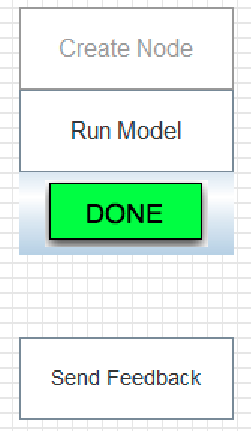 Create Node
Run Model
DONE
Send Feedback